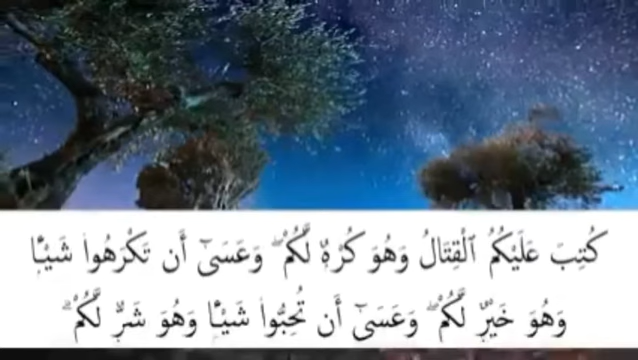 كُتِبَ عَلَيْكُمُ ٱلْقِتَالُ وَهُوَ كُرْهٌ لَّكُمْ ۖ وَعَسَىٰٓ أَن تَكْرَهُوا۟ شَيْـًٔا
وَهُوَ خَيْرٌ لَّكُمْ ۖ وَعَسَىٰٓ أَن تُحِبُّوا۟ شَيْـًٔا وَهُوَ شَرٌّ لَّكُمْ ۗ